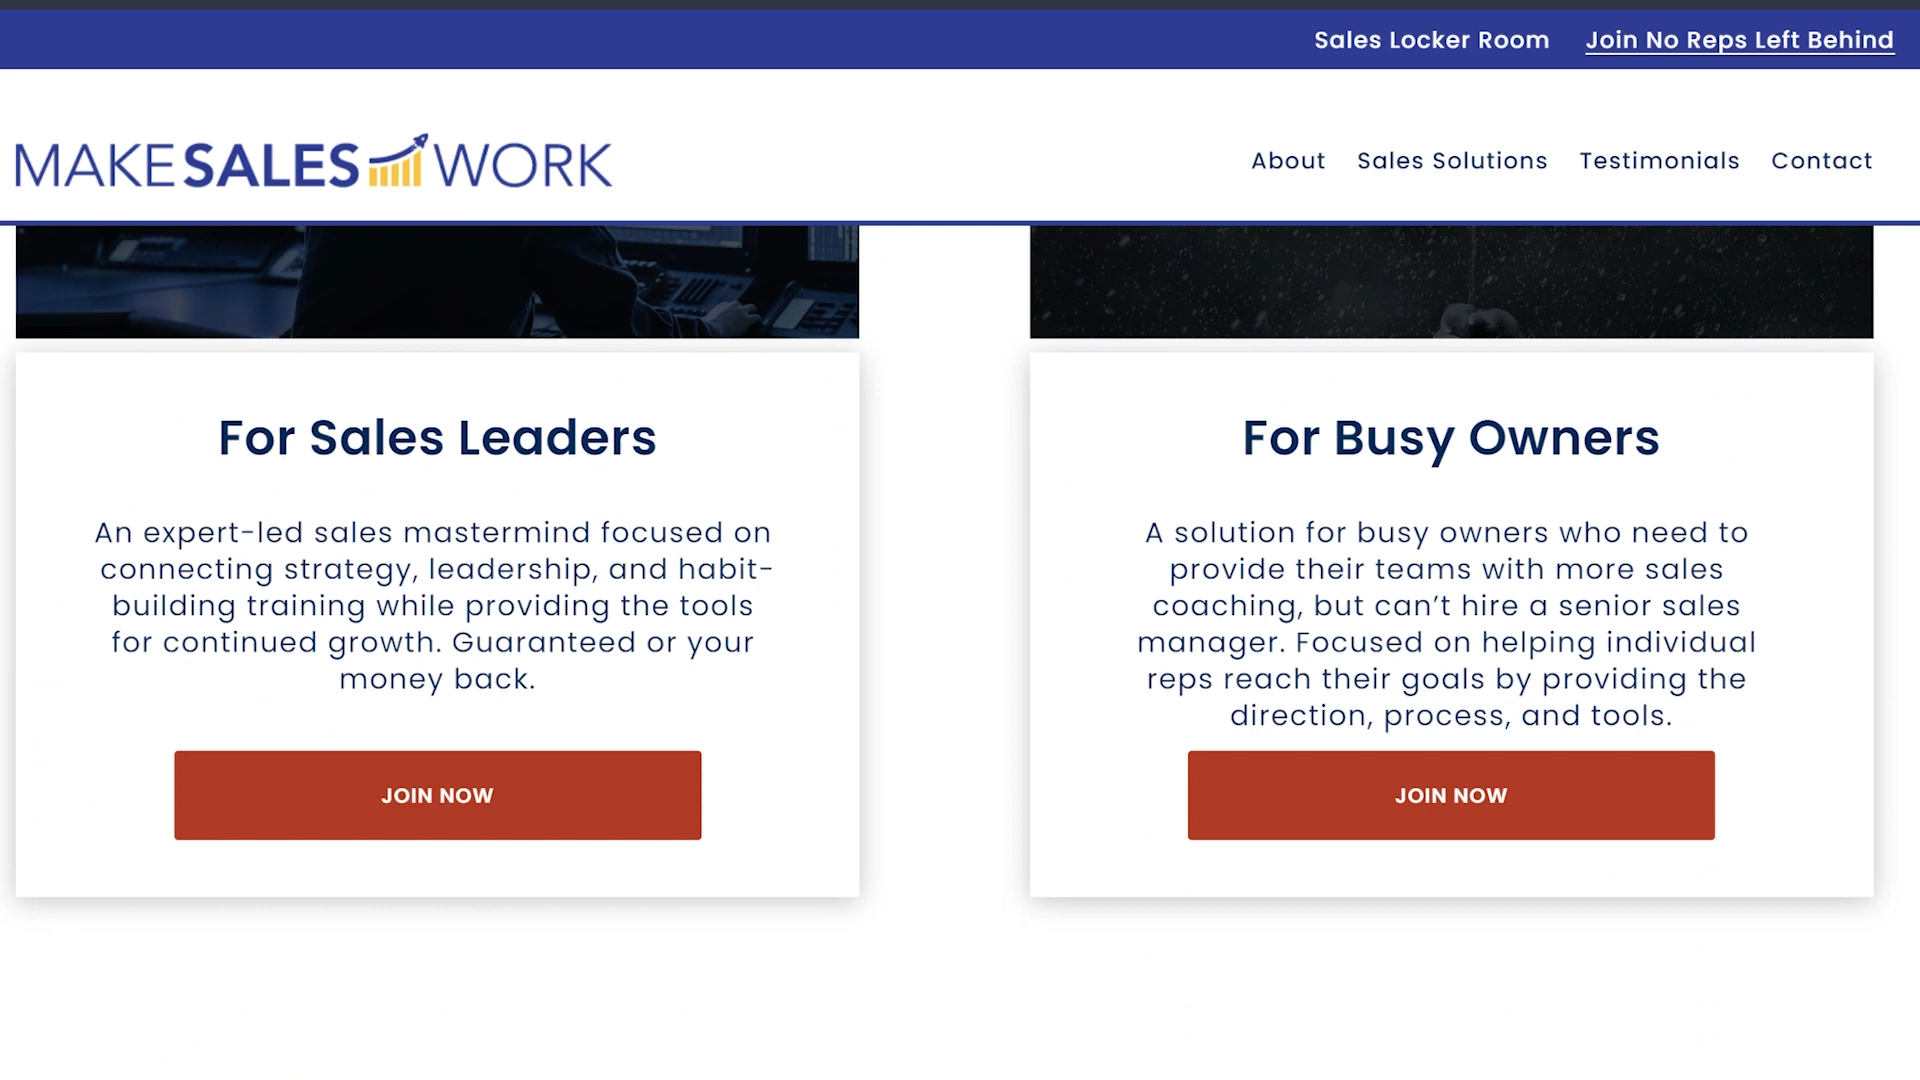 Sales Locker Room Join No Reps Left Behind
MAKE SALES WORK
About Sales Solutions Testimonials Contact
For Sales Leaders
An expert-led sales mastermind focused on
connecting strategy, leadership, and habit-
building training while providing the tools
for continued growth. Guaranteed or your
money back.
JOIN NOW
For Busy Owners
A solution for busy owners who need to
provide their teams with more sales
coaching, but can’t hire a senior sales
manager. Focused on helping individual
reps reach their goals by providing the
direction, process, and tools.
JOIN NOW